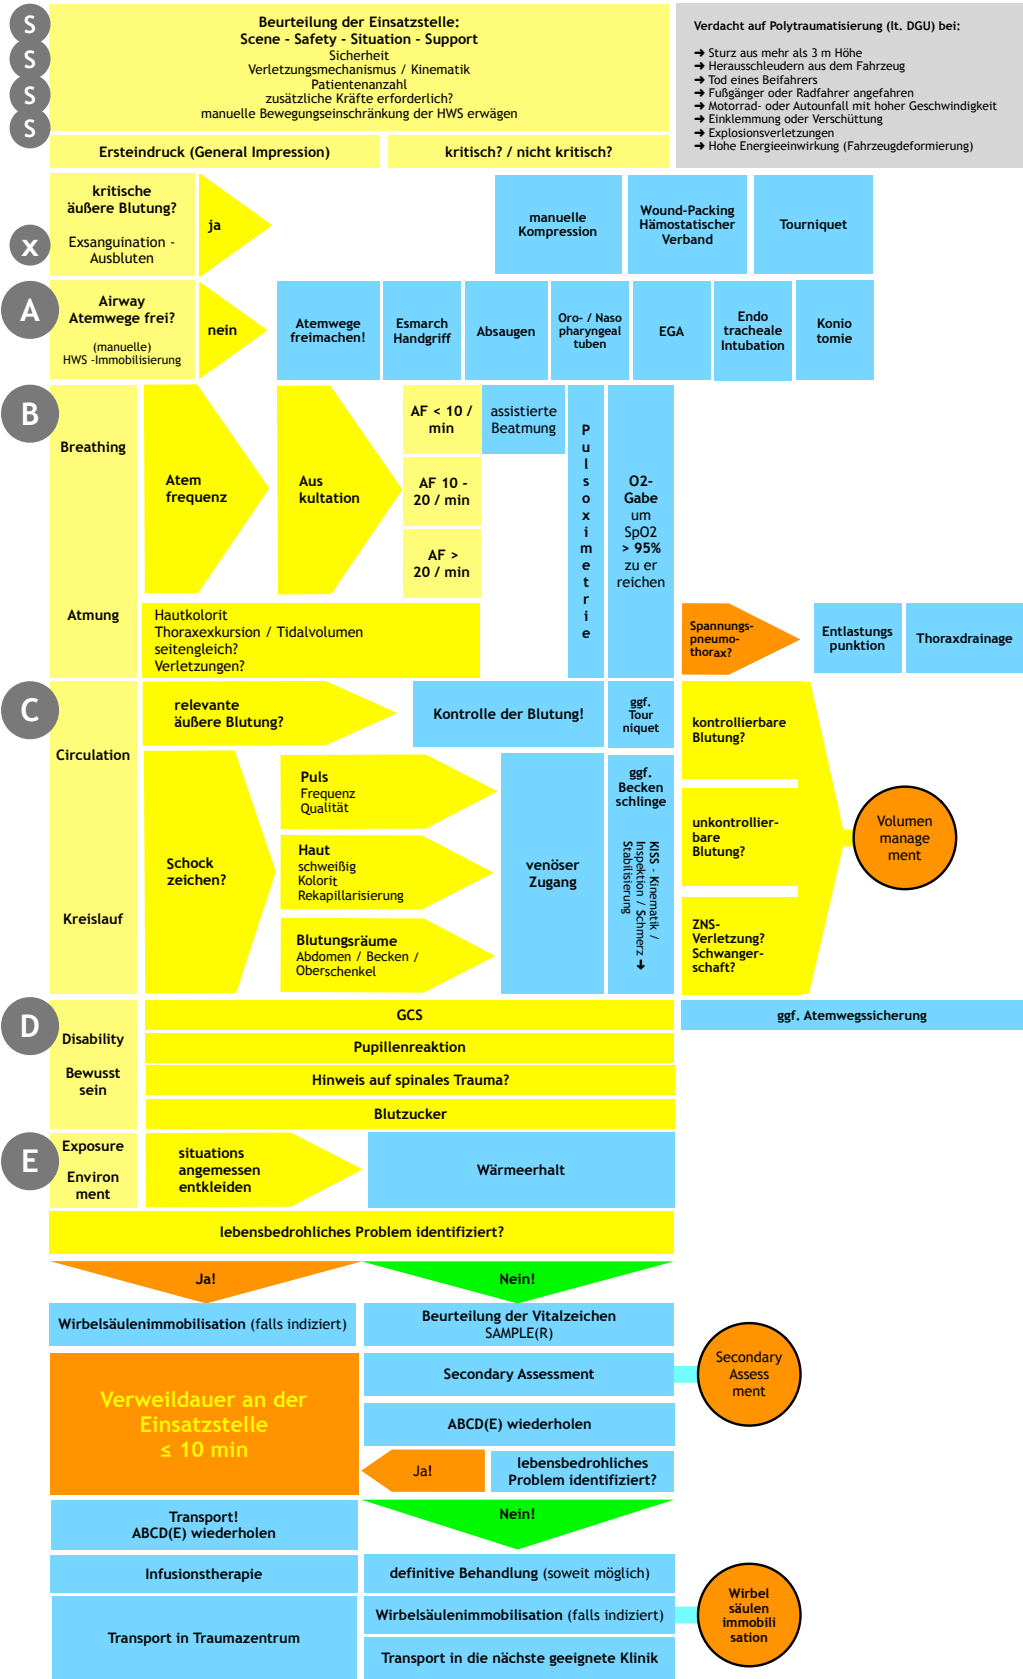 S
S
S
S
Beurteilung der Einsatzstelle:
Scene - Safety - Situation - Support
Sicherheit
Verletzungsmechanismus / Kinematik
Patientenanzahl
zusätzliche Kräfte erforderlich?
manuelle Bewegungseinschränkung der HWS erwägen
Verdacht auf Polytraumatisierung (lt. DGU) bei:
➔ Sturz aus mehr als 3 m Höhe
➔ Herausschleudern aus dem Fahrzeug
➔ Tod eines Beifahrers
➔ Fußgänger oder Radfahrer angefahren
➔ Motorrad- oder Autounfall mit hoher Geschwindigkeit
➔ Einklemmung oder Verschüttung
➔ Explosionsverletzungen
➔ Hohe Energieeinwirkung (Fahrzeugdeformierung)
Ersteindruck (General Impression)
kritisch? / nicht kritisch?
x
kritische
äußere Blutung?
Exsanguination -
Ausbluten
ja
manuelle
Kompression
Wound-Packing
Hämostatischer
Verband
Tourniquet
A
Airway
Atemwege frei?
(manuelle)
HWS -Immobilisierung
nein
Atemwege
freimachen!
Esmarch
Handgriff
Absaugen
Oro- / Naso
pharyngeal
tuben
EGA
Endo
tracheale
Intubation
Konio
tomie
B
Breathing
Atmung
Atem
frequenz
Aus
kultation
AF < 10 /
min
AF 10 -
20 / min
AF >
20 / min
assistierte
Beatmung
P
u
l
s
o
x
i
m
e
t
r
i
e
O2-
Gabe
um
SpO2
> 95%
zu er
reichen
Hautkolorit
Thoraxexkursion / Tidalvolumen
seitengleich?
Verletzungen?
Spannungs-
pneumo-
thorax?
Entlastungs
punktion
Thoraxdrainage
C
Circulation
Kreislauf
relevante
äußere Blutung?
Kontrolle der Blutung!
ggf.
Tour
niquet
Schock
zeichen?
Puls
Frequenz
Qualität
Haut
schweißig
Kolorit
Rekapillarisierung
Blutungsräume
Abdomen / Becken /
Oberschenkel
venöser
Zugang
ggf.
Becken
schlinge
KISS - Kinematik /
Inspektion / Schmerz ➔
Stabilisierung
kontrollierbare
Blutung?
unkontrollier-
bare
Blutung?
ZNS-
Verletzung?
Schwanger-
schaft?
Volumen
manage
ment
D
Disability
Bewusst
sein
GCS
Pupillenreaktion
Hinweis auf spinales Trauma?
Blutzucker
ggf. Atemwegssicherung
E
Exposure
Environ
ment
situations
angemessen
entkleiden
Wärmeerhalt
lebensbedrohliches Problem identifiziert?
Ja!
Nein!
Wirbelsäulenimmobilisation (falls indiziert)
Beurteilung der Vitalzeichen
SAMPLE(R)
Verweildauer an der
Einsatzstelle
≤ 10 min
Secondary Assessment
Secondary
Assess
ment
ABCD(E) wiederholen
Ja!
lebensbedrohliches
Problem identifiziert?
Transport!
ABCD(E) wiederholen
Nein!
Infusionstherapie
definitive Behandlung (soweit möglich)
Transport in Traumazentrum
Wirbelsäulenimmobilisation (falls indiziert)
Wirbel
säulen
immobili
sation
Transport in die nächste geeignete Klinik